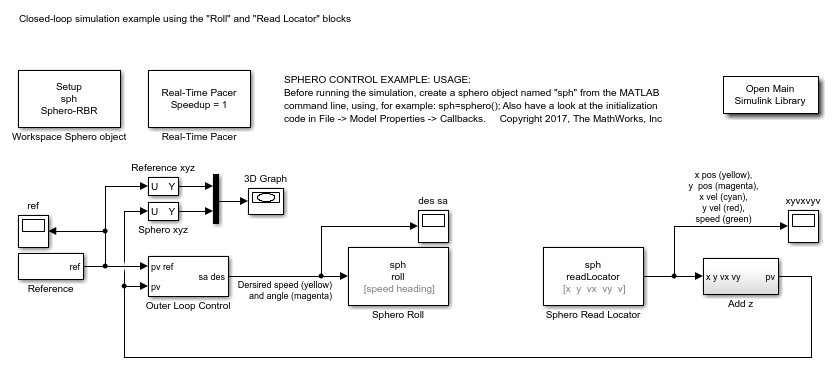 Closed-loop simulation example using the "Roll" and "Read Locator" blocks
Setup
sph
Sphero-RBR
Workspace Sphero object
Real-Time Pacer
Speedup = 1
Real-Time Pacer
SPHERO CONTROL EXAMPLE: USAGE:
Before running the simulation, create a sphero object named "sph" from the MATLAB
command line, using, for example: sph=sphero(); Also have a look at the initialization
code in File -> Model Properties -> Callbacks. Copyright 2017, The MathWorks, Inc
Open Main
Simulink Library
Reference xyz
U Y
U Y
Sphero xyz
3D Graph
ref
ref
Reference
pv ref
pv
sa des
Outer Loop Control
Dersired speed (yellow)
and angle (magenta)
des sa
sph
roll
[speed heading]
Sphero Roll
sph
readLocator
[x y vx vy v]
Sphero Read Locator
x pos (yellow),
y pos (magenta),
x vel (cyan),
y vel (red),
speed (green)
xyvxvyv
x y vx vy
pv
Add z